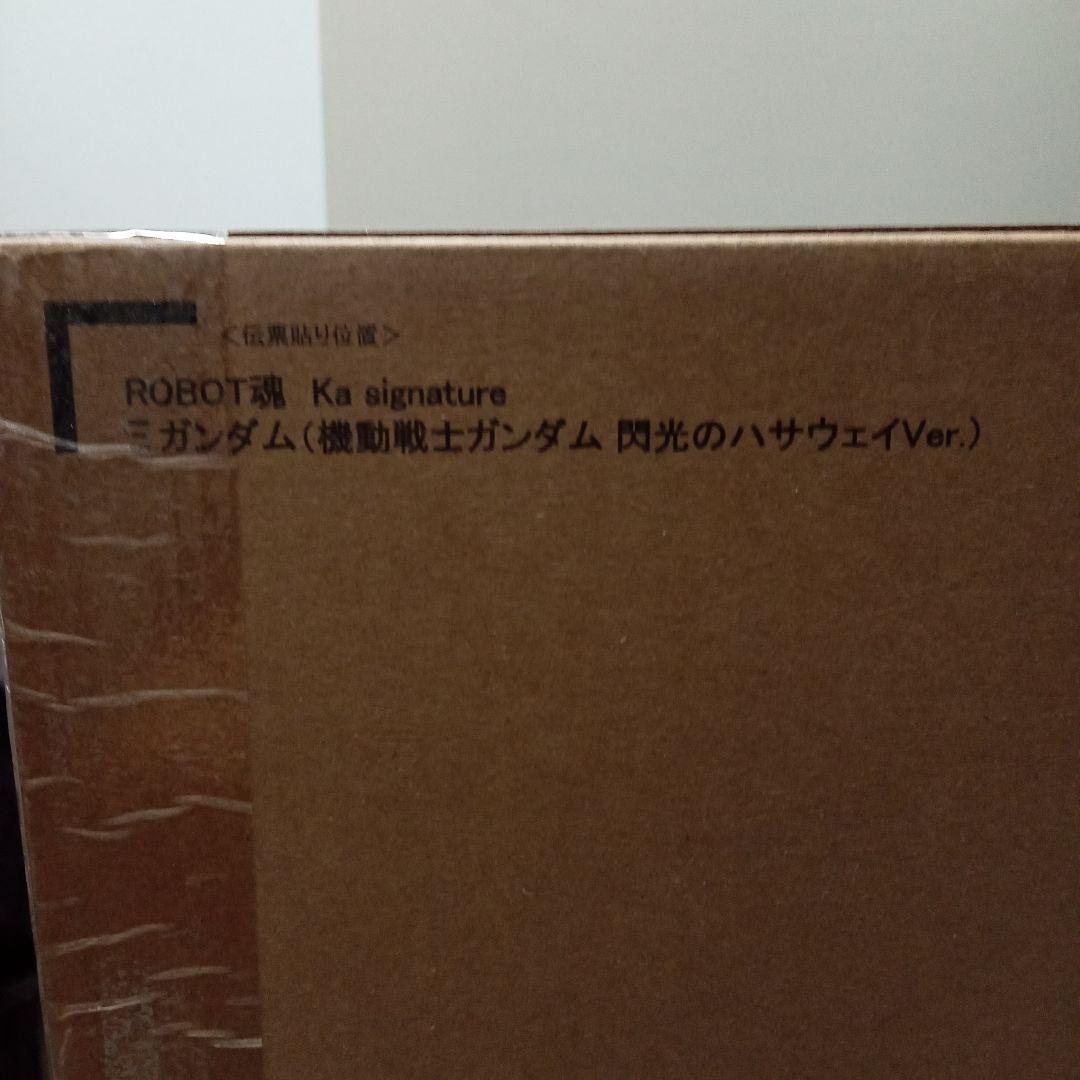 ＜伝票貼り位置＞
ROBOT魂 Ka signature
Ξガンダム（機動戦士ガンダム 閃光のハサウェイVer.）